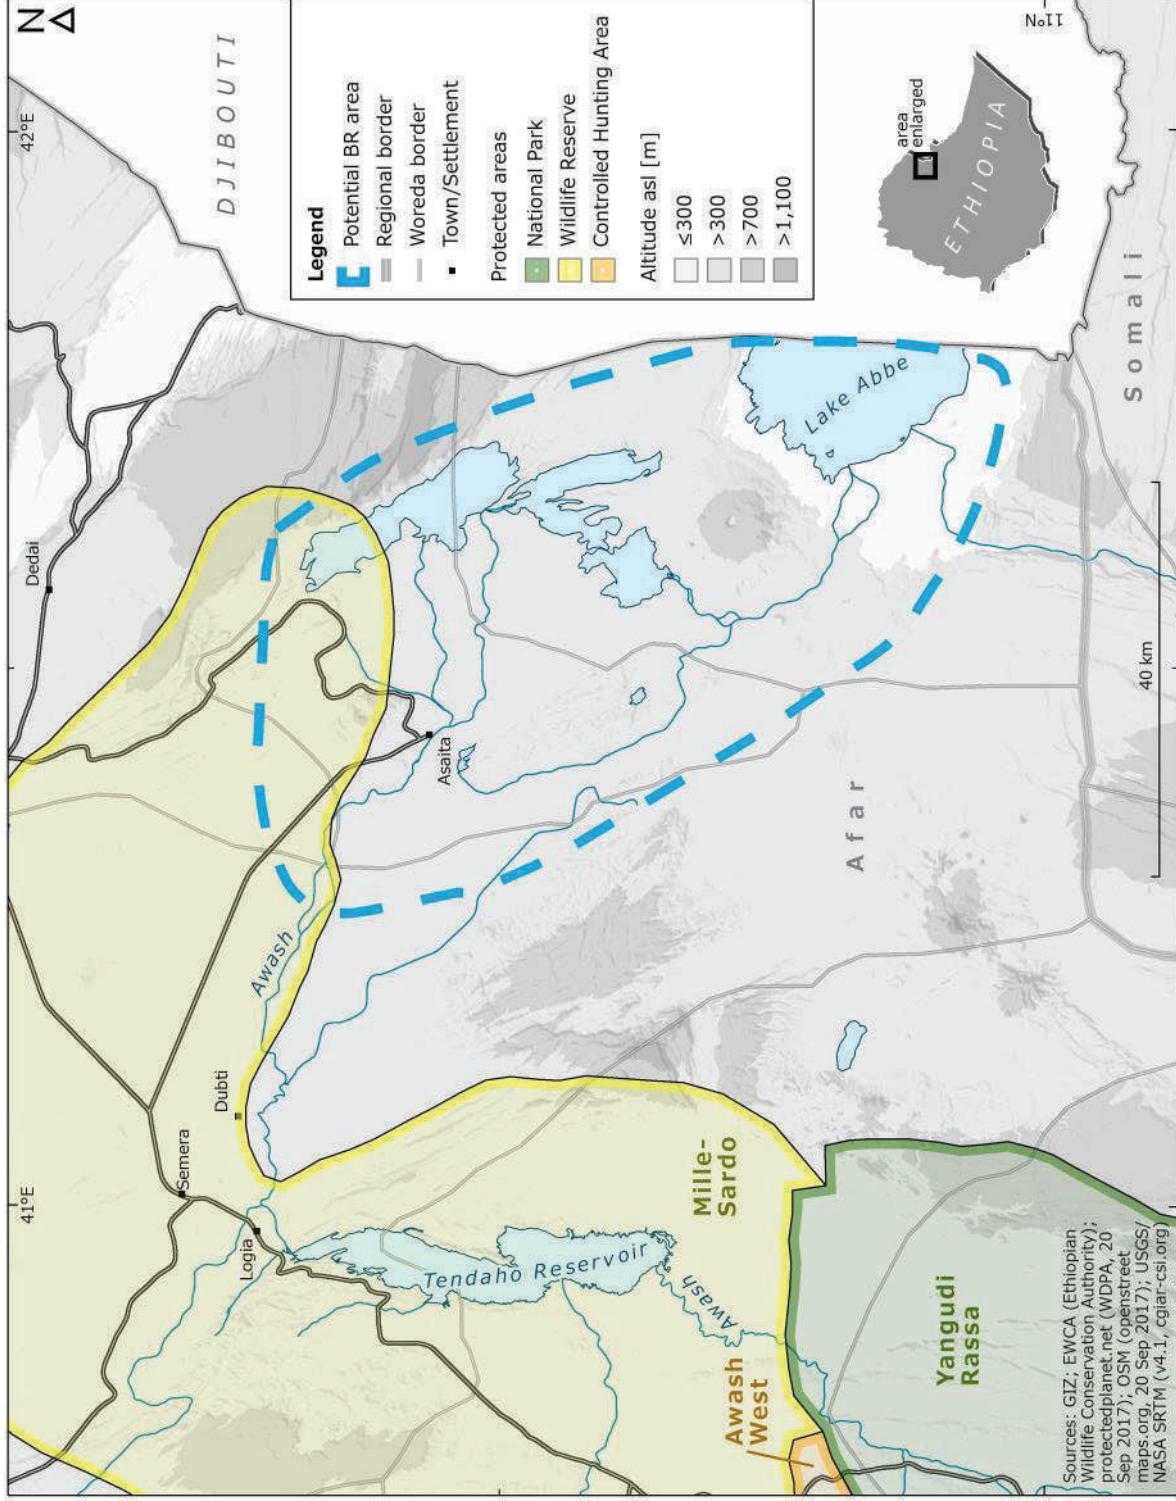 N
42°E
41°E
11°N
DJIBOUTI
Legend
Potential BR area
Regional border
Woreda border
Town/Settlement
Protected areas
National Park
Wildlife Reserve
Controlled Hunting Area
Altitude asl [m]
≤300
>300
>700
>1,100
area
enlarged
ETHIOPIA
Somali
Dedai
Lake Abbe
Asaita
Afar
40 km
Awash
Dubti
Semera
Logia
Tendaho Reservoir
Mille-
Sardo
Awash
Awash
West
Yangudi
Rassa
Sources: GIZ; EWCA (Ethiopian
Wildlife Conservation Authority);
protectedplanet.net (WDPA, 20
Sep 2017); OSM (openstreet
maps.org, 20 Sep 2017); USGS/
NASA SRTM (v4.1, cgiar-csi.org)